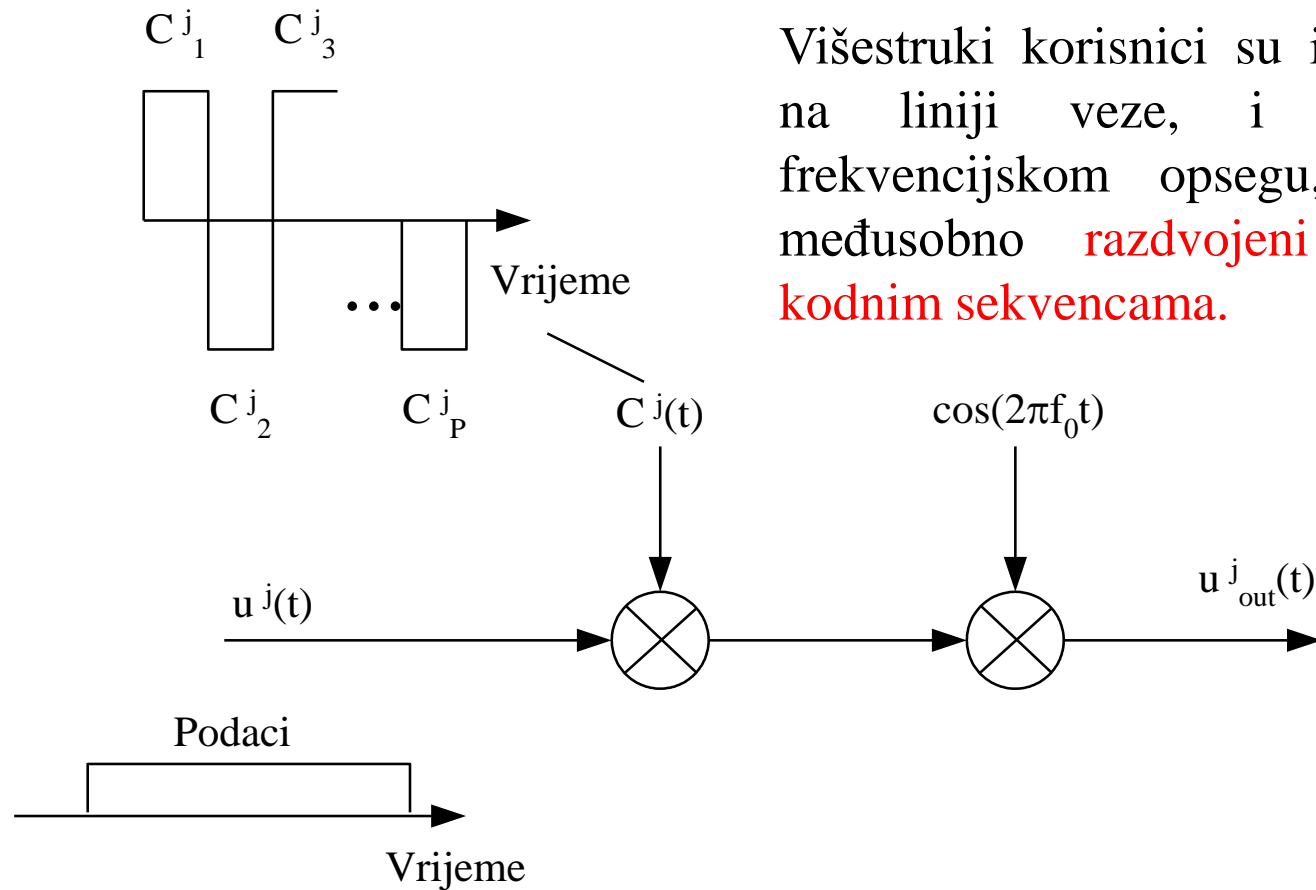 C j 1 C j 3
Višestruki korisnici su
na liniji veze, i
frekvencijskom opsegu,
međusobno razdvojeni
kodnim sekvencama.
Vrijeme
...
C j 2 C j P C j(t) cos(2πf0t)
u j(t) u j out(t)
Podaci
Vrijeme